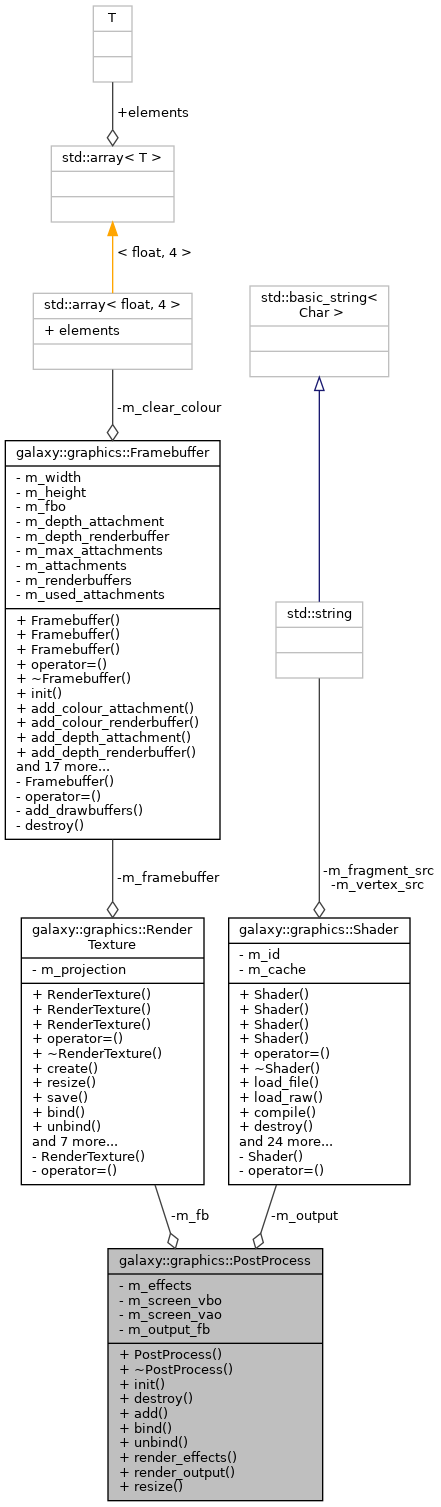 T
+elements
std::array< T >
< float, 4 >
std::array< float, 4 >
+ elements
std::basic_string<
Char >
-m_clear_colour
galaxy::graphics::Framebuffer
- m_width
- m_height
- m_fbo
- m_depth_attachment
- m_depth_renderbuffer
- m_max_attachments
- m_attachments
- m_renderbuffers
- m_used_attachments
+ Framebuffer()
+ Framebuffer()
+ Framebuffer()
+ operator=()
+ ~Framebuffer()
+ init()
+ add_colour_attachment()
+ add_colour_renderbuffer()
+ add_depth_attachment()
+ add_depth_renderbuffer()
and 17 more...
- Framebuffer()
- operator=()
- add_drawbuffers()
- destroy()
std::string
-m_framebuffer
-m_fragment_src
-m_vertex_src
galaxy::graphics::Render
Texture
- m_projection
+ RenderTexture()
+ RenderTexture()
+ RenderTexture()
+ operator=()
+ ~RenderTexture()
+ create()
+ resize()
+ save()
+ bind()
+ unbind()
and 7 more...
- RenderTexture()
- operator=()
galaxy::graphics::Shader
- m_id
- m_cache
+ Shader()
+ Shader()
+ Shader()
+ Shader()
+ operator=()
+ ~Shader()
+ load_file()
+ load_raw()
+ compile()
+ destroy()
and 24 more...
- Shader()
- operator=()
-m_fb
-m_output
galaxy::graphics::PostProcess
- m_effects
- m_screen_vbo
- m_screen_vao
- m_output_fb
+ PostProcess()
+ ~PostProcess()
+ init()
+ destroy()
+ add()
+ bind()
+ unbind()
+ render_effects()
+ render_output()
+ resize()